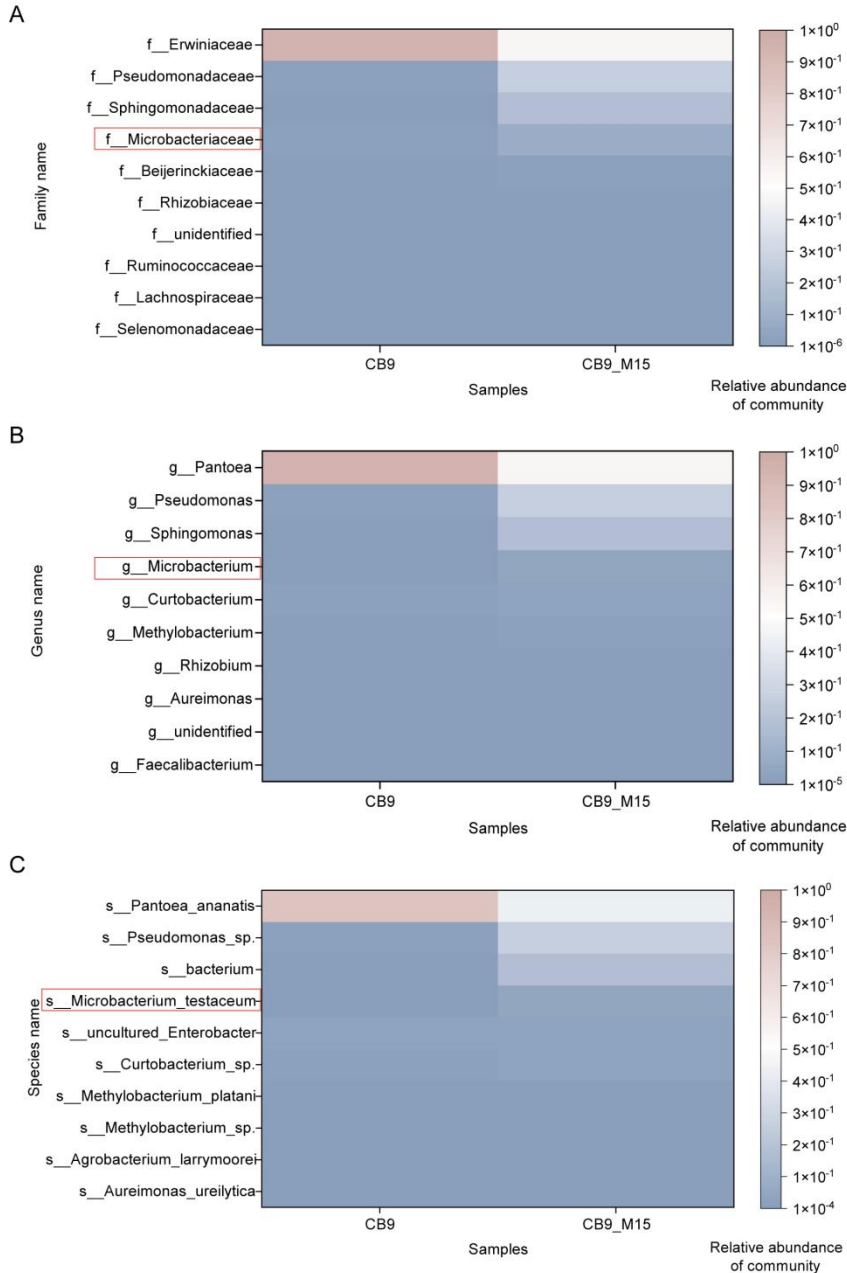 A
Family name
f__Erwiniaceae
f__Pseudomonadaceae
f__Sphingomonadaceae
f__Microbacteriaceae
f__Beijerinckiaceae
f__Rhizobiaceae
f__unidentified
f__Ruminococcaceae
f__Lachnospiraceae
f__Selenomonadaceae
CB9
CB9_M15
Samples
1×10⁰
9×10⁻¹
8×10⁻¹
7×10⁻¹
6×10⁻¹
5×10⁻¹
4×10⁻¹
3×10⁻¹
2×10⁻¹
1×10⁻¹
1×10⁻⁶
Relative abundance
of community
B
Genus name
g__Pantoea
g__Pseudomonas
g__Sphingomonas
g__Microbacterium
g__Curtobacterium
g__Methylobacterium
g__Rhizobium
g__Aureimonas
g__unidentified
g__Faecalibacterium
CB9
CB9_M15
Samples
1×10⁰
9×10⁻¹
8×10⁻¹
7×10⁻¹
6×10⁻¹
5×10⁻¹
4×10⁻¹
3×10⁻¹
2×10⁻¹
1×10⁻¹
1×10⁻⁵
Relative abundance
of community
C
Species name
s__Pantoea_ananatis
s__Pseudomonas_sp.
s__bacterium
s__Microbacterium_testaceum
s__uncultured_Enterobacter
s__Curtobacterium_sp.
s__Methylobacterium_platani
s__Methylobacterium_sp.
s__Agrobacterium_larrymoorei
s__Aureimonas_ureilytica
CB9
CB9_M15
Samples
1×10⁰
9×10⁻¹
8×10⁻¹
7×10⁻¹
6×10⁻¹
5×10⁻¹
4×10⁻¹
3×10⁻¹
2×10⁻¹
1×10⁻¹
1×10⁻⁴
Relative abundance
of community